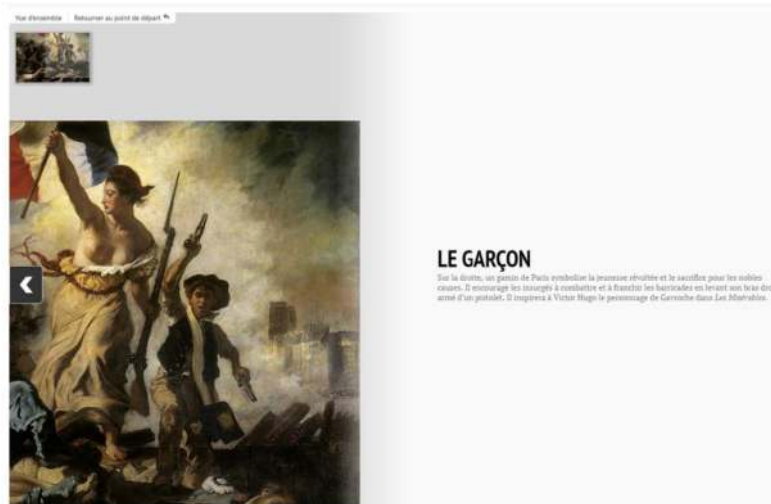 Vue d'ensemble Retourner au point de départ
LE GARÇON
Sur la droite, un gamin de Paris symbolise la jeunesse révoltée et le sacrifice pour les nobles
causes. Il encourage les insurgés à combattre et à franchir les barricades en levant son bras dro
armé d'un pistolet. Il inspirera à Victor Hugo le personnage de Gavroche dans Les Misérables.